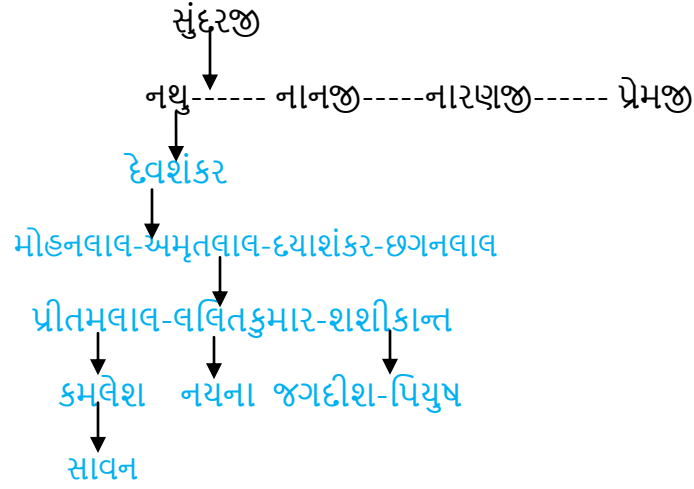 સુંદરજી
નથુ------ નાનજી-----નારણજી------ પ્રેમજી
દેવશંકર
મોહનલાલ-અમૃતલાલ-દયાશંકર-છગનલાલ
પ્રીતમલાલ-લલિતકુમાર-શશીકાન્ત
કમલેશ નયના જગદીશ-પિયુષ
સાવન